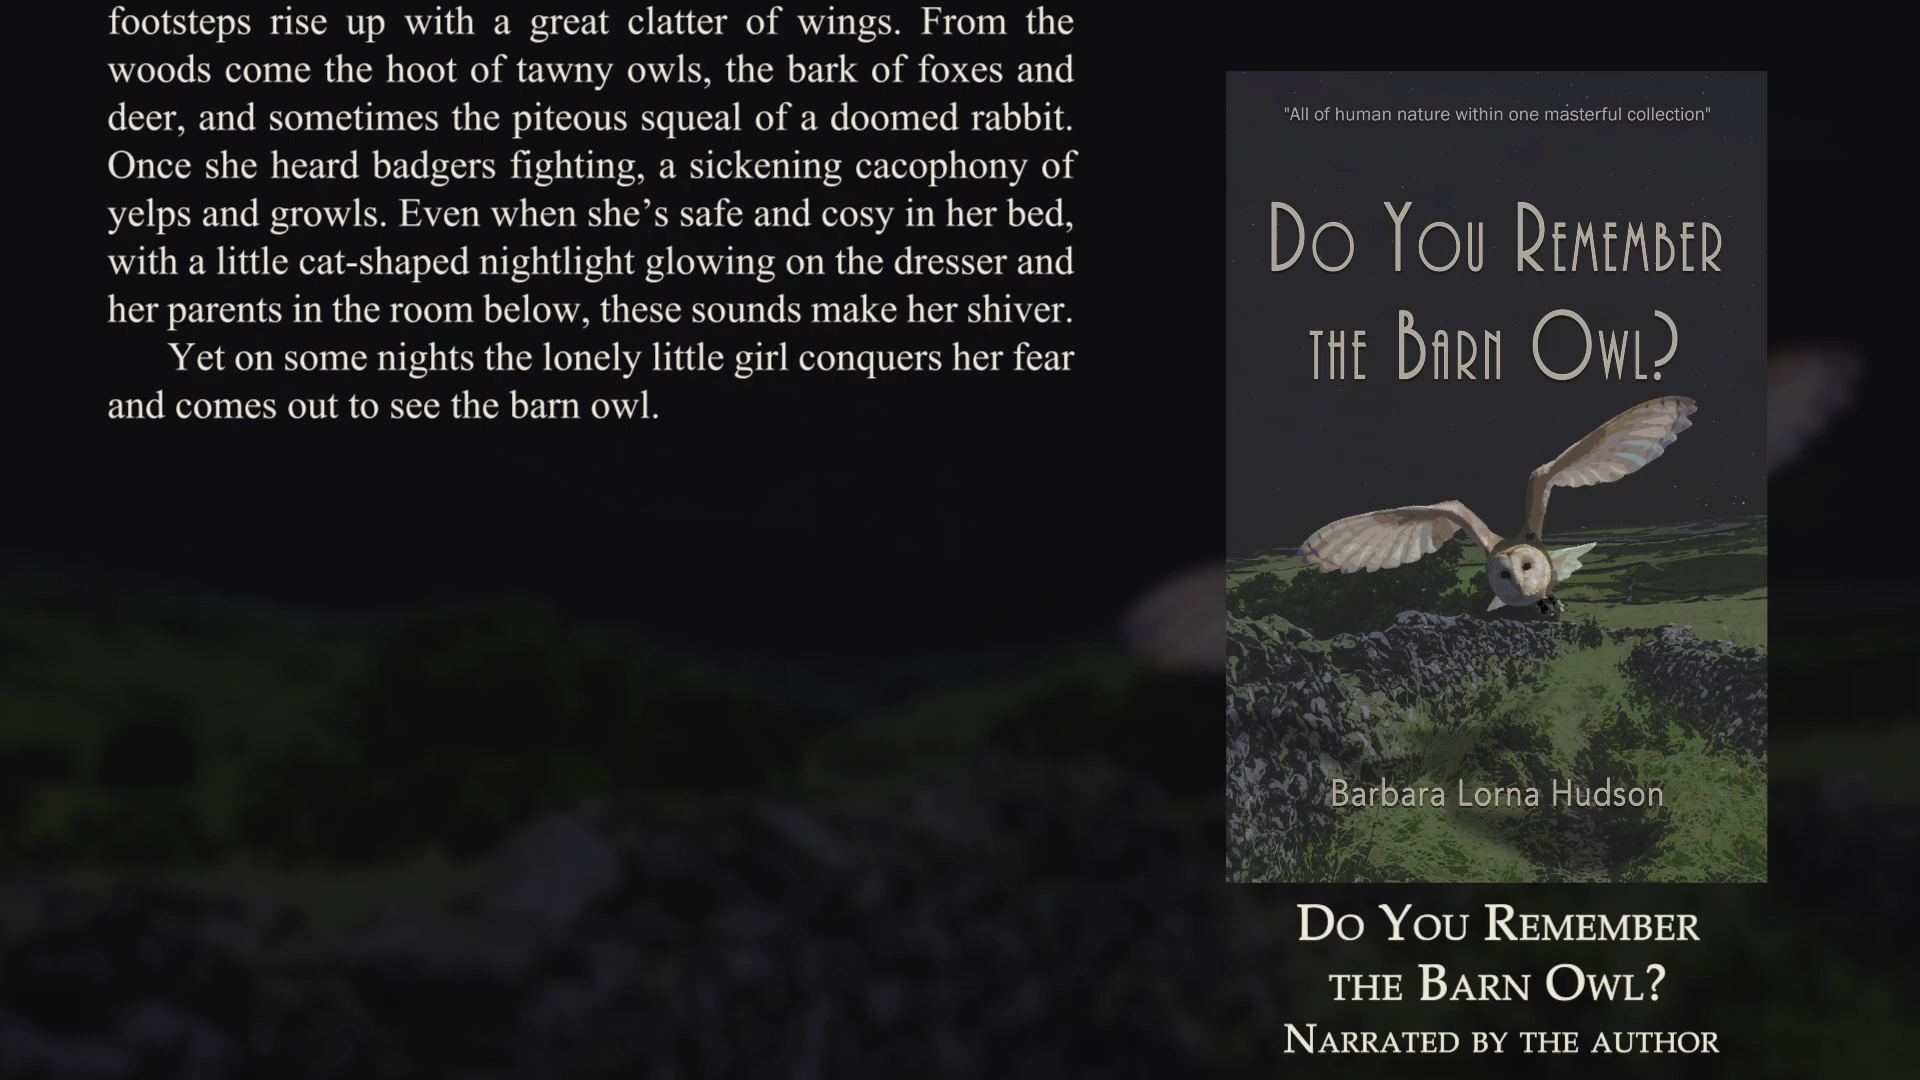 footsteps rise up with a great clatter of wings. From the
woods come the hoot of tawny owls, the bark of foxes and
deer, and sometimes the piteous squeal of a doomed rabbit.
Once she heard badgers fighting, a sickening cacophony of
yelps and growls. Even when she’s safe and cosy in her bed,
with a little cat-shaped nightlight glowing on the dresser and
her parents in the room below, these sounds make her shiver.
Yet on some nights the lonely little girl conquers her fear
and comes out to see the barn owl.
"All of human nature within one masterful collection"
Do You Remember
the Barn Owl?
Barbara Lorna Hudson
Do You Remember
the Barn Owl?
Narrated by the author